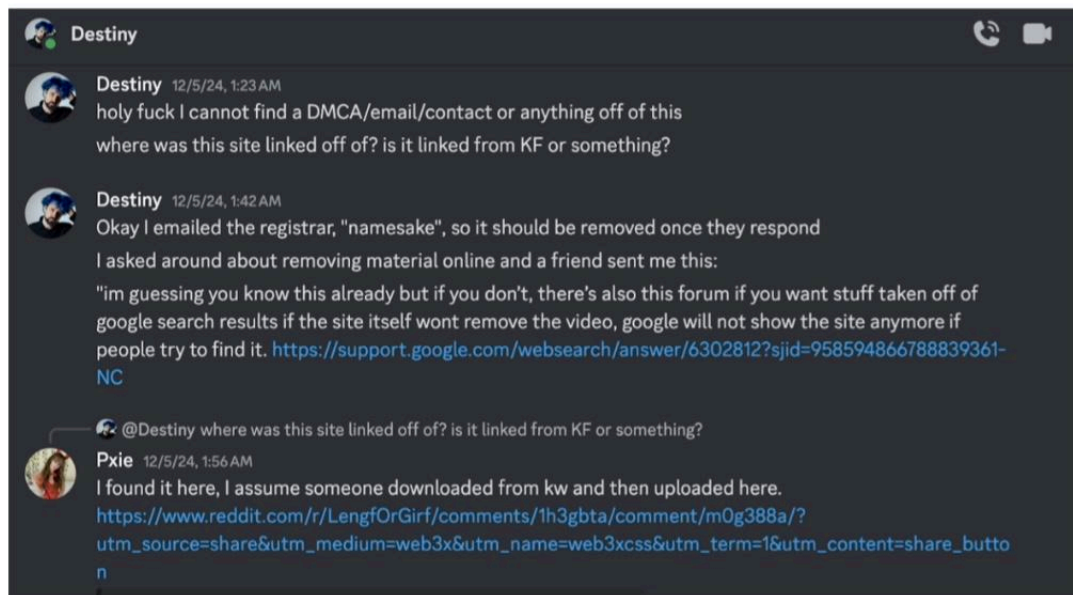 Destiny
Destiny 12/5/24, 1:23 AM
holy fuck I cannot find a DMCA/email/contact or anything off of this
where was this site linked off of? is it linked from KF or something?
Destiny 12/5/24, 1:42 AM
Okay I emailed the registrar, "namesake", so it should be removed once they respond
I asked around about removing material online and a friend sent me this:
"im guessing you know this already but if you don't, there's also this forum if you want stuff taken off of
google search results if the site itself wont remove the video, google will not show the site anymore if
people try to find it. https://support.google.com/websearch/answer/6302812?sjid=958594866788839361-
NC
@Destiny where was this site linked off of? is it linked from KF or something?
Pxie 12/5/24, 1:56 AM
I found it here, I assume someone downloaded from kw and then uploaded here.
https://www.reddit.com/r/LengfOrGirf/comments/1h3gbta/comment/m0g388a/?
utm_source=share&utm_medium=web3x&utm_name=web3xcss&utm_term=1&utm_content=share_butto
n